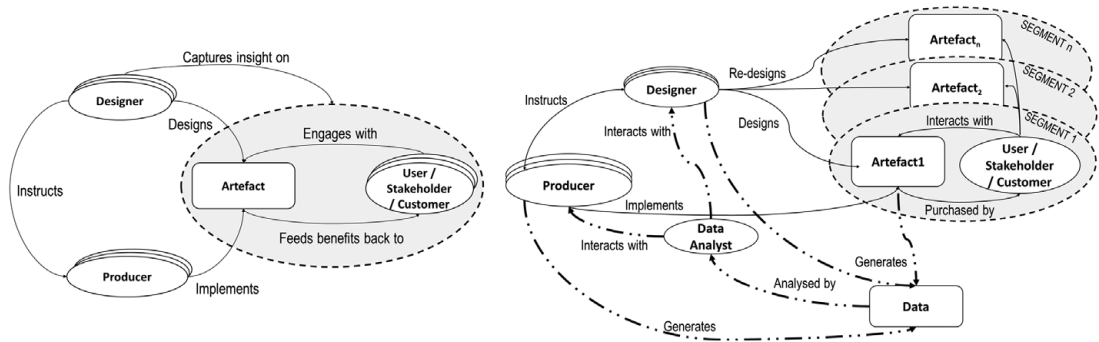 Captures insight on
Designer
Designs
Engages with
Artefact
User /
Stakeholder
/ Customer
Instructs
Feeds benefits back to
Producer
Implements
SEGMENT n
Artefactₙ
Re-designs
SEGMENT 2
Designer
Artefact₂
Instructs
Interacts with
Designs
Interacts with
SEGMENT 1
Artefact1
User /
Stakeholder
/ Customer
Producer
Implements
Purchased by
Data
Analyst
Interacts with
Generates
Analysed by
Data
Generates